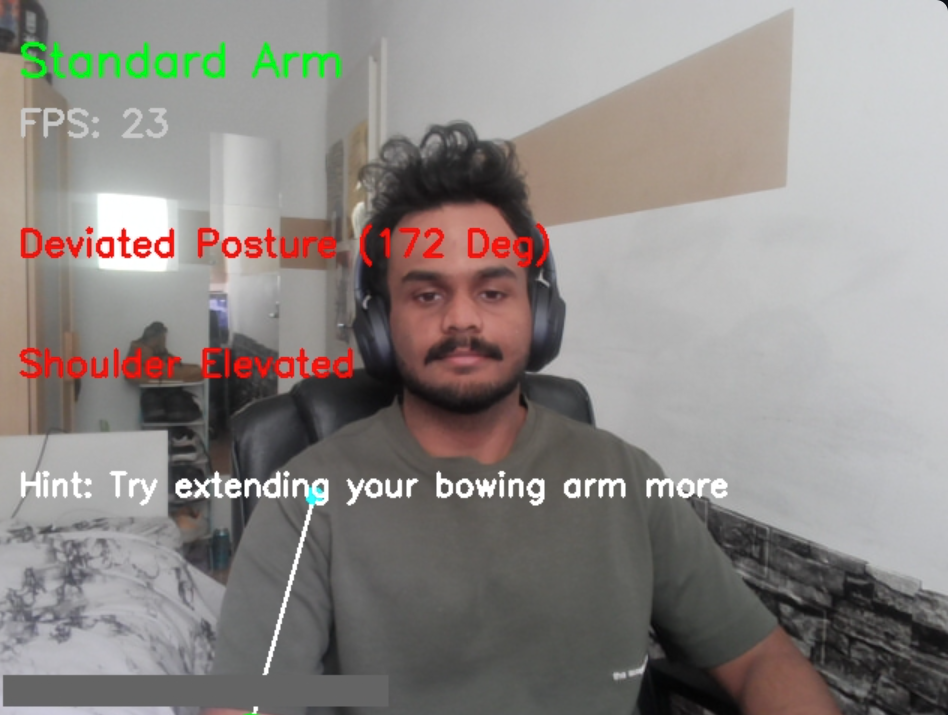 Standard Arm
FPS: 23
Deviated Posture (172 Deg)
Shoulder Elevated
Hint: Try extending your bowing arm more